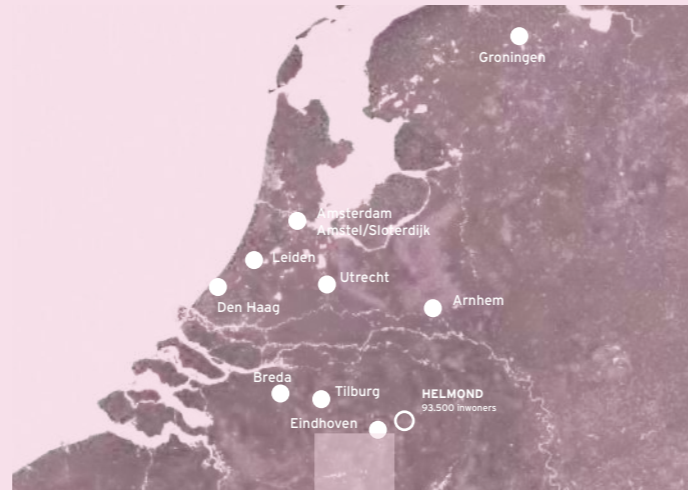 Groningen
Amsterdam
Amstel/Sloterdijk
Leiden
Utrecht
Den Haag
Arnhem
Breda
Tilburg
HELMOND
93.500 inwoners
Eindhoven